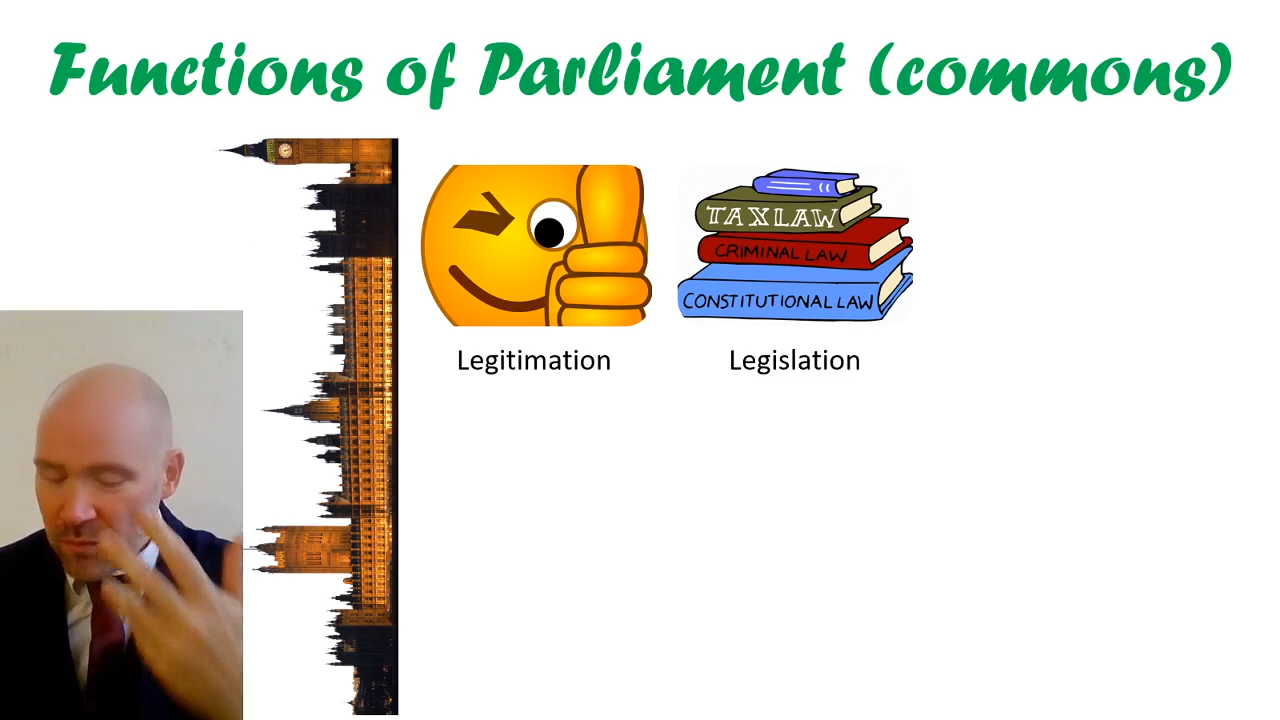 Functions of Parliament (commons)
TAX LAW
CRIMINAL LAW
CONSTITUTIONAL LAW
Legitimation
Legislation